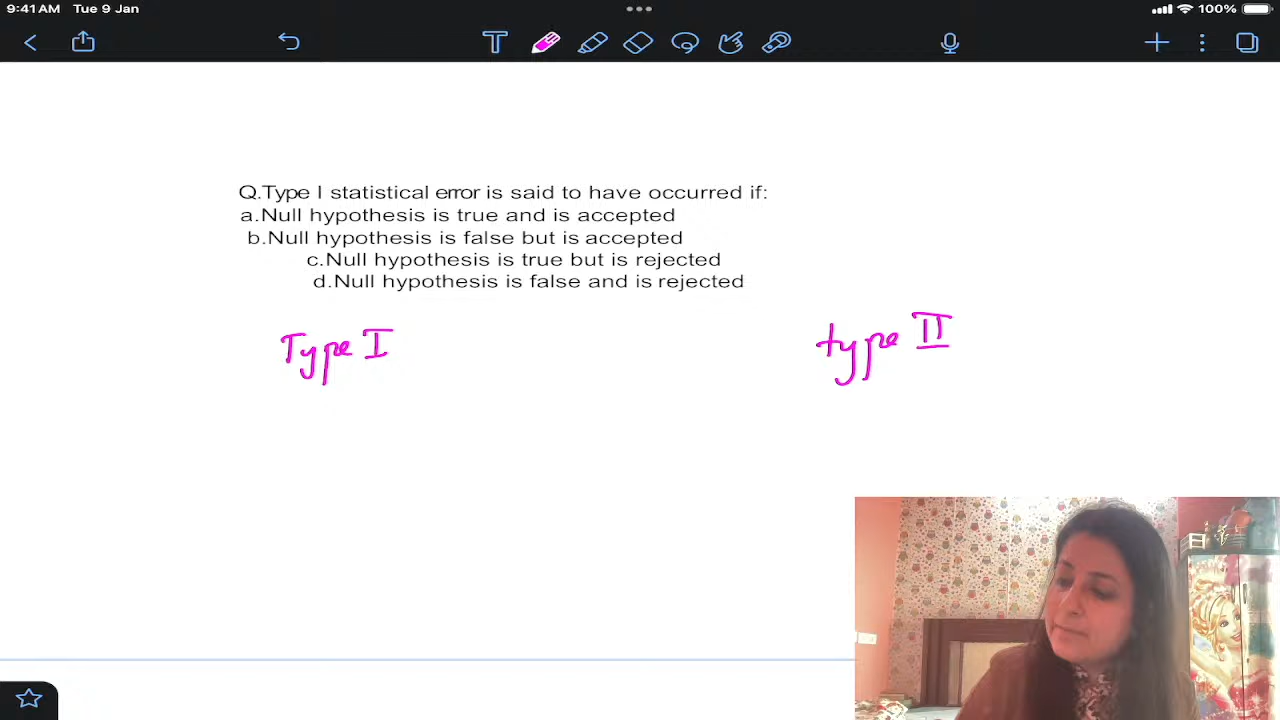 9:41 AM Tue 9 Jan 100%
Q.Type I statistical error is said to have occurred if:
a.Null hypothesis is true and is accepted
b.Null hypothesis is false but is accepted
c.Null hypothesis is true but is rejected
d.Null hypothesis is false and is rejected
Type I type II